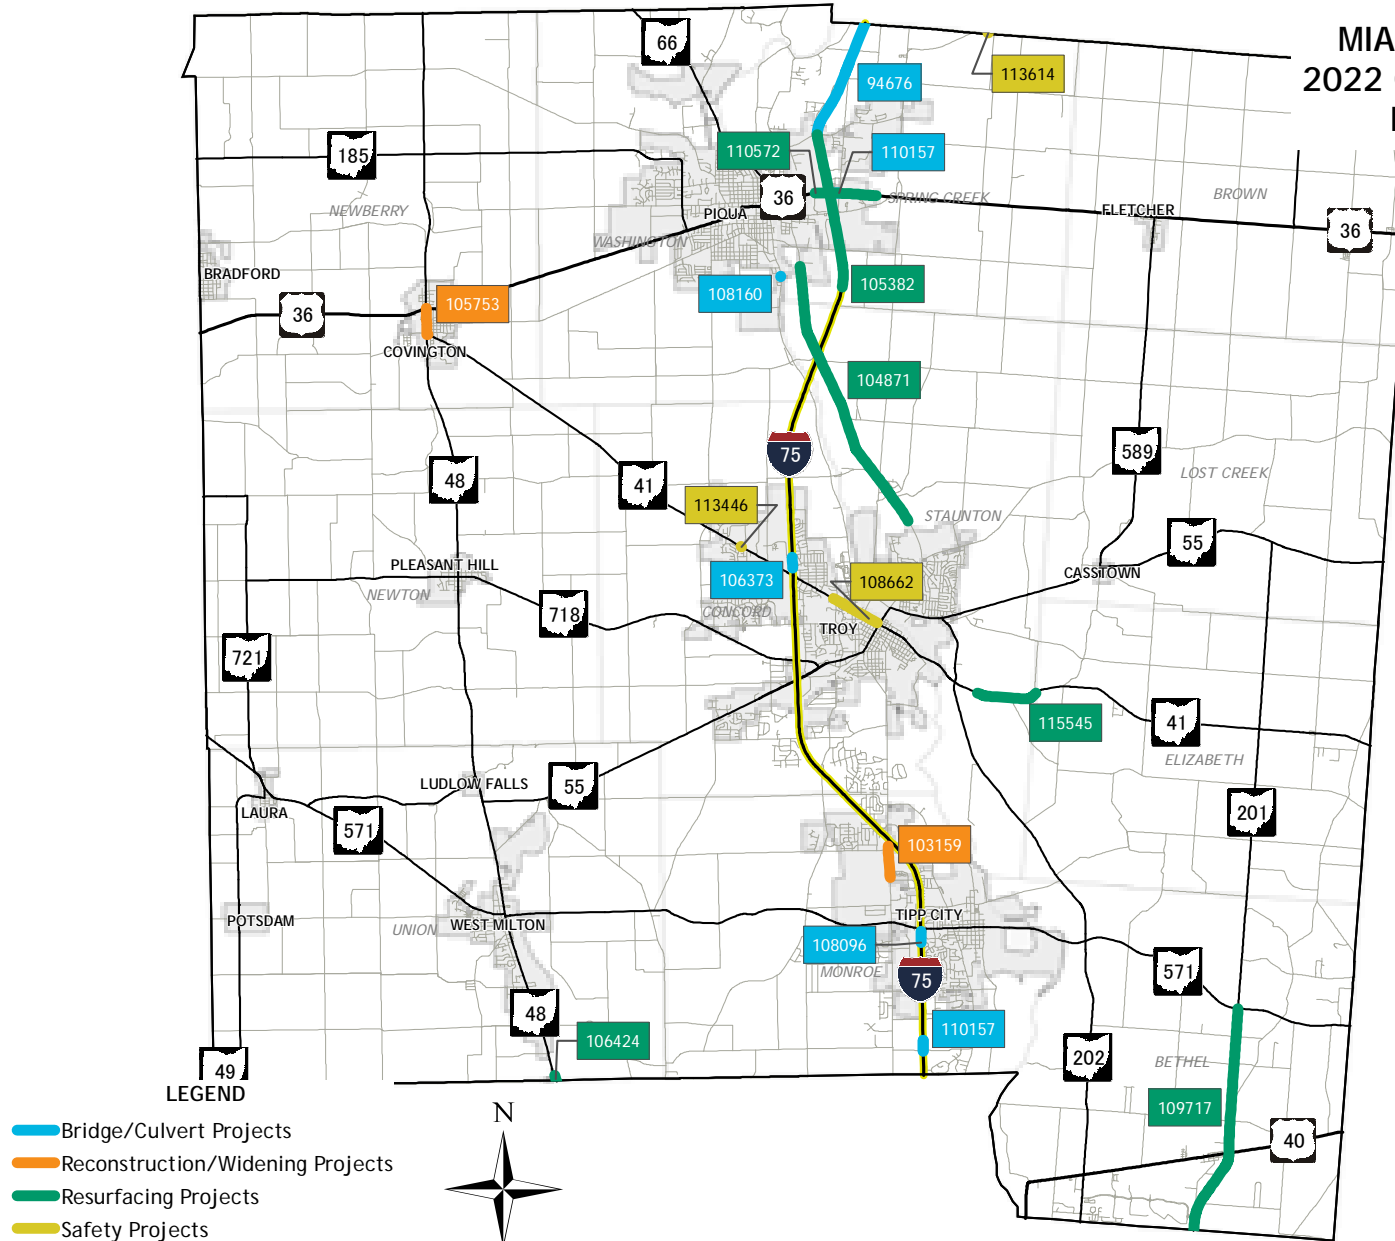 MIA
2022
66
94676
113614
110572
110157
185
36
SPRING CREEK
BROWN
NEWBERRY
PIQUA
FLETCHER
36
WASHINGTON
BRADFORD
108160
105382
36
105753
COVINGTON
104871
75
589
48
41
LOST CREEK
113446
STAUNTON
55
PLEASANT HILL
106373
108662
CASSTOWN
NEWTON
CONCORD
718
TROY
721
115545
41
ELIZABETH
LUDLOW FALLS
55
LAURA
571
201
103159
POTSDAM
UNION
WEST MILTON
TIPP CITY
108096
MONROE
75
571
48
106424
110157
202
BETHEL
49
109717
40
LEGEND
N
Bridge/Culvert Projects
Reconstruction/Widening Projects
Resurfacing Projects
Safety Projects